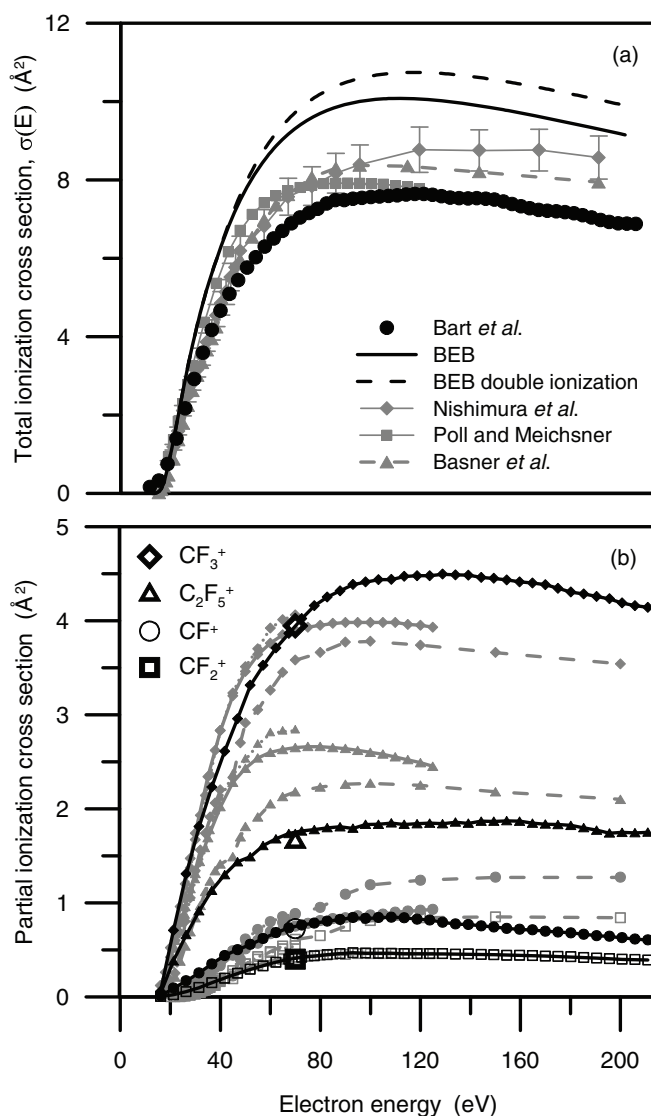 12
8
4
0
Total ionization cross section, σ(E) (Å²)
(a)
Bart et al.
BEB
BEB double ionization
Nishimura et al.
Poll and Meichsner
Basner et al.
5
4
3
2
1
0
Partial ionization cross section (Å²)
(b)
CF₃⁺
C₂F₅⁺
CF⁺
CF₂⁺
0 40 80 120 160 200
Electron energy (eV)